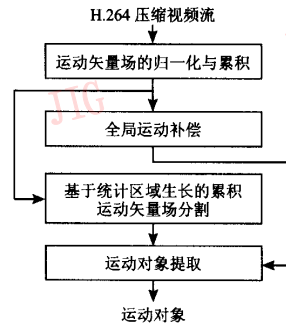 H.264 压缩视频流
运动矢量场的归一化与累积
JIG
全局运动补偿
基于统计区域生长的累积
运动矢量场分割
运动对象提取
运动对象